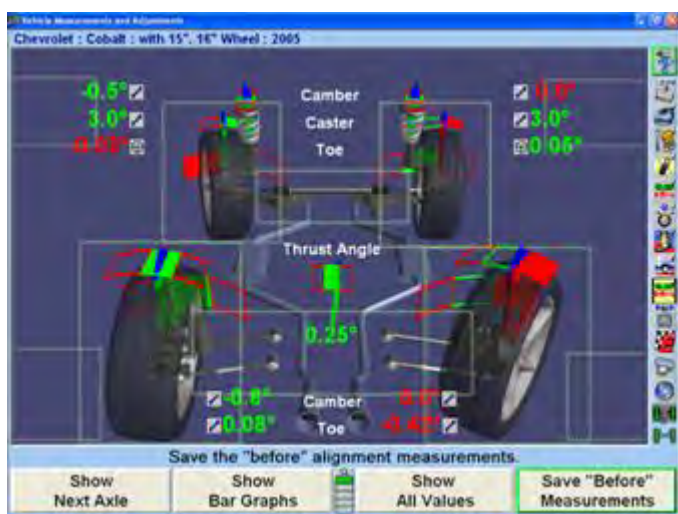 Vehicle Measurements and Adjustments
Chevrolet : Cobalt : with 15", 16" Wheel : 2005
-0.5° Camber
3.0° Caster 3.0°
Toe 0.06°
Thrust Angle
0.25°
Camber
0.08° Toe
Save the "before" alignment measurements.
Show Show Show Save "Before"
Next Axle Bar Graphs All Values Measurements